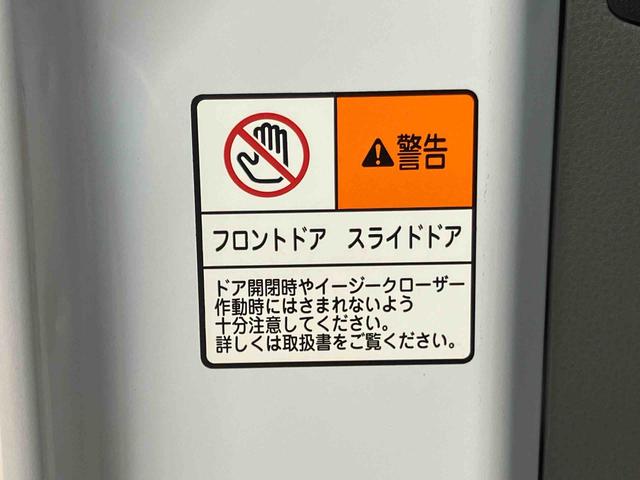 警告
フロントドア　スライドドア
ドア開閉時やイージークローザー
作動時にはさまれないよう
十分注意してください。
詳しくは取扱書をご覧ください。